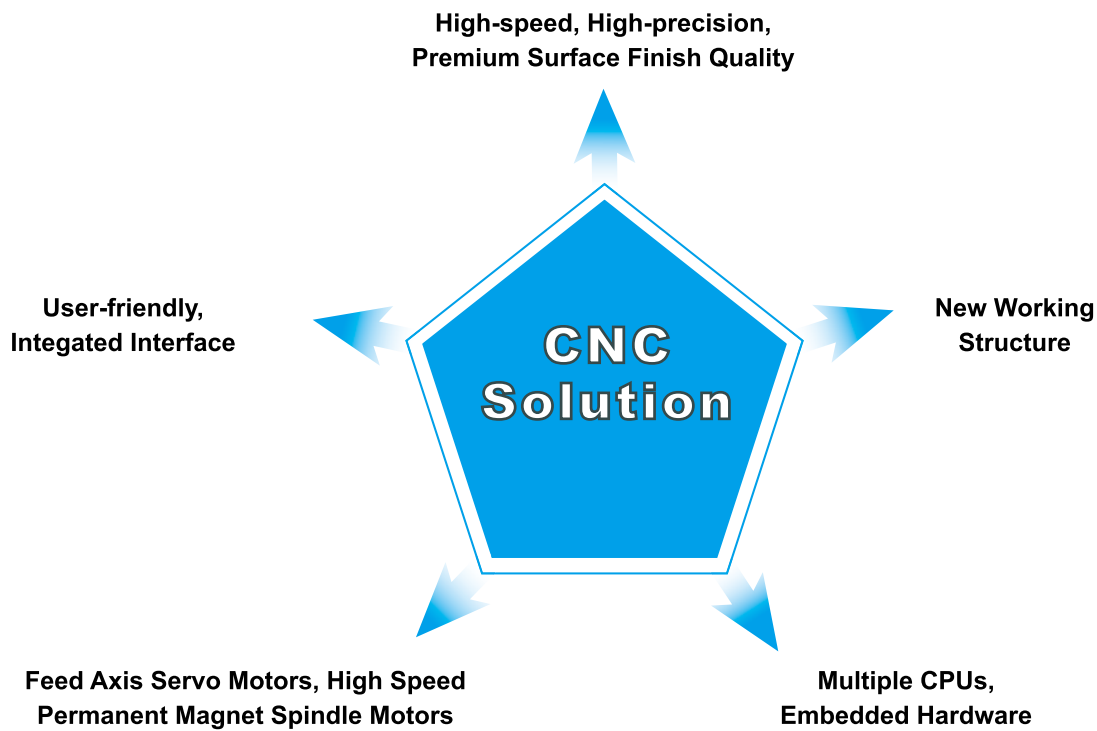 High-speed, High-precision,
Premium Surface Finish Quality
User-friendly,
Integated Interface
New Working
Structure
CNC
Solution
Feed Axis Servo Motors, High Speed
Permanent Magnet Spindle Motors
Multiple CPUs,
Embedded Hardware